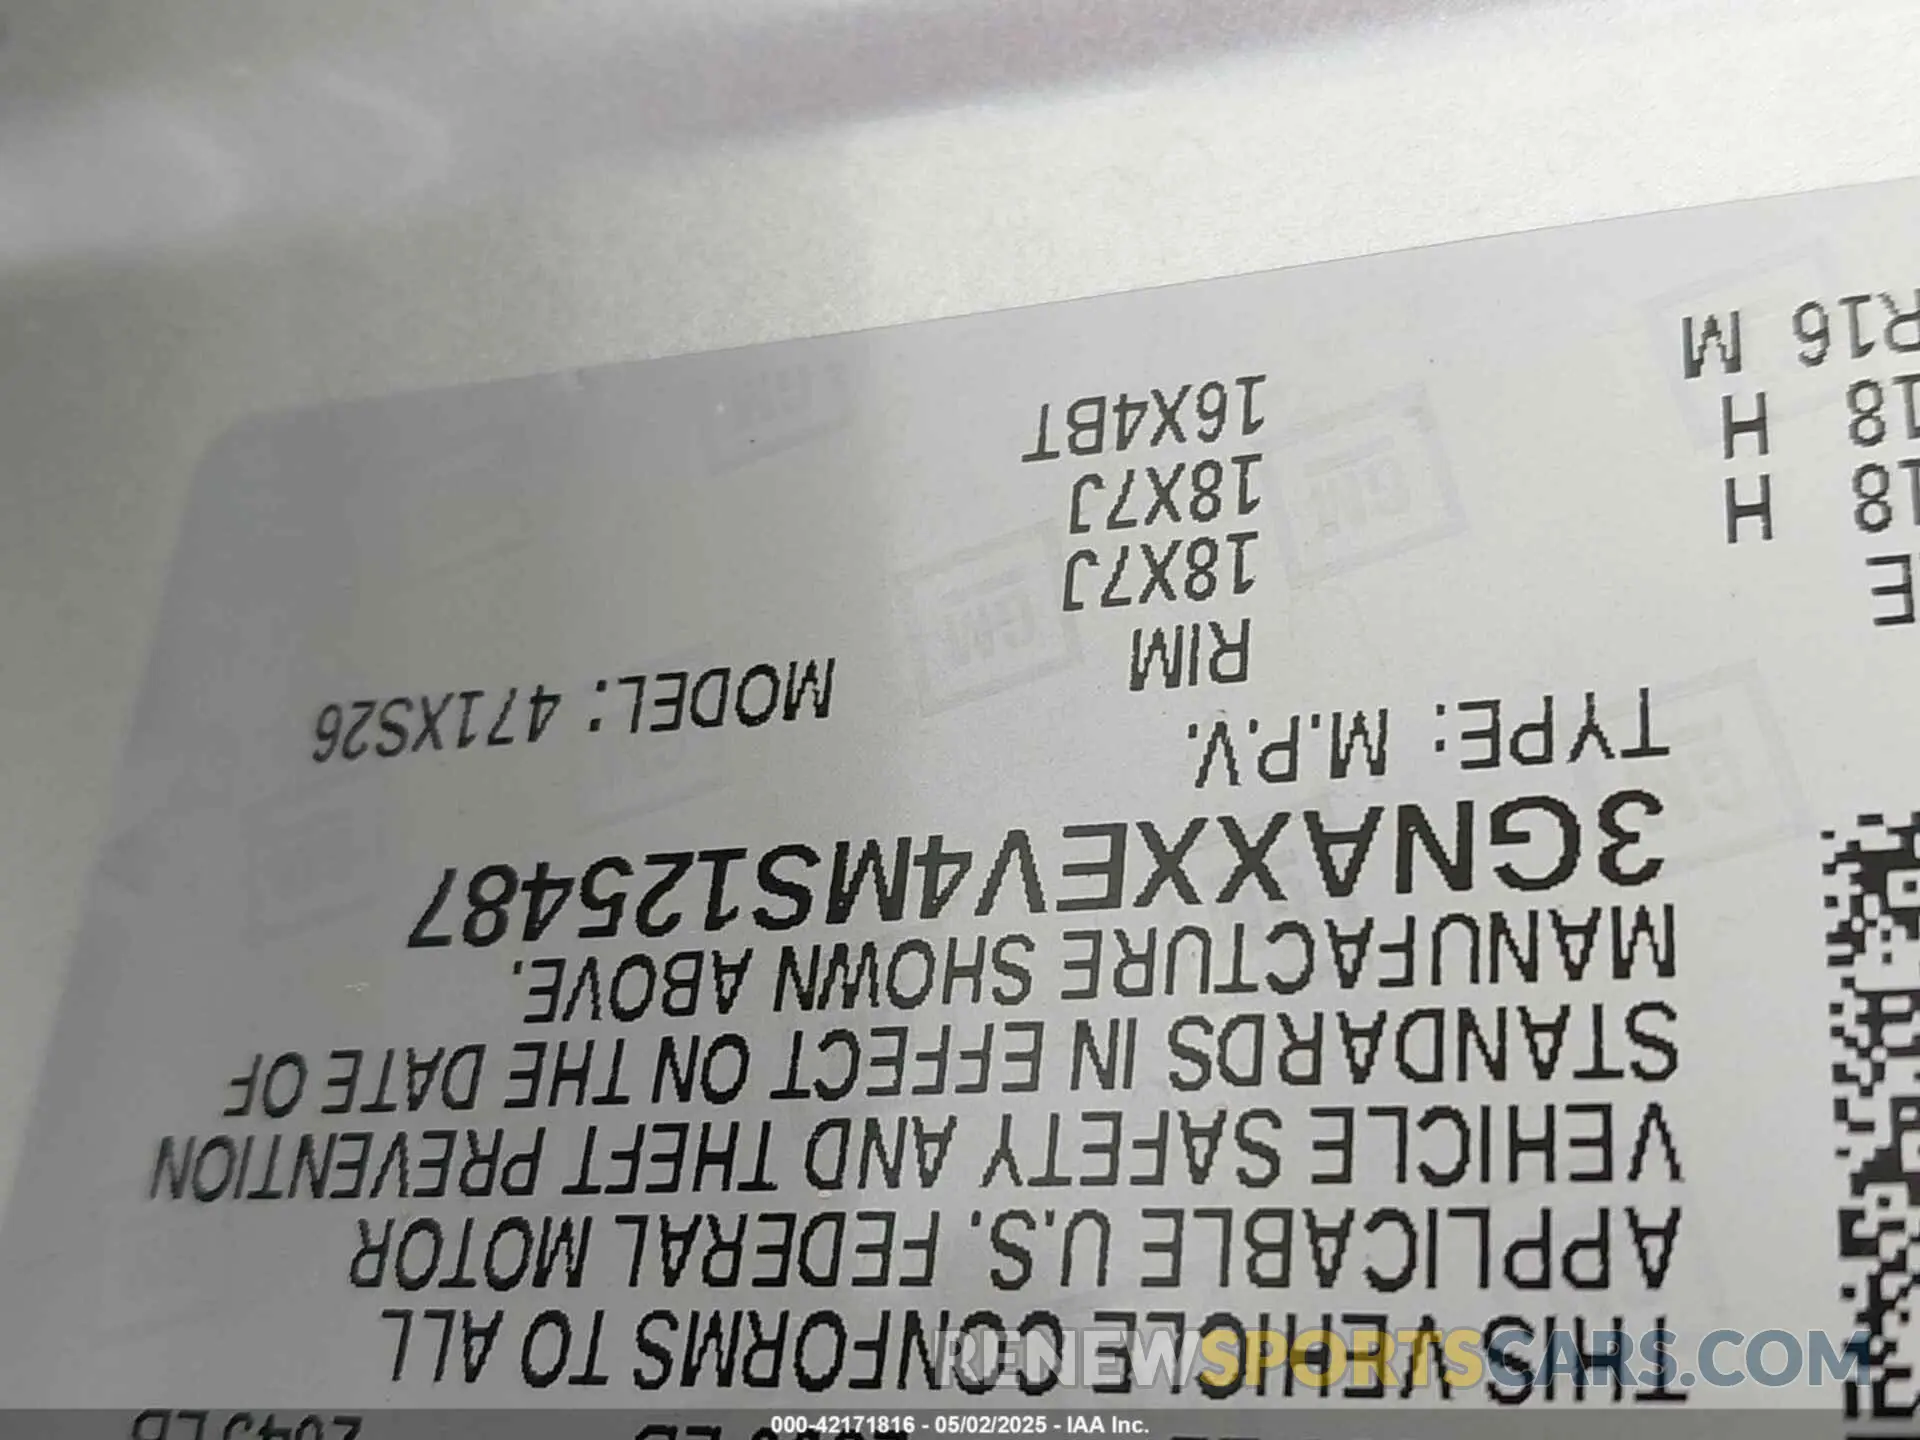 2043 LB
THIS VEHICLE CONFORMS TO ALL
APPLICABLE U.S. FEDERAL MOTOR
VEHICLE SAFETY AND THEFT PREVENTION
STANDARDS IN EFFECT ON THE DATE OF
MANUFACTURE SHOWN ABOVE.
3GNAXXEV4MS125487
TYPE: M.P.V. MODEL: 471XS26
E RIM
18 H 18X7J
18 H 18X7J
R16 M 16X4BT
RENEWSPORTSCARS.COM
000-42171816 - 05/02/2025 - IAA Inc.